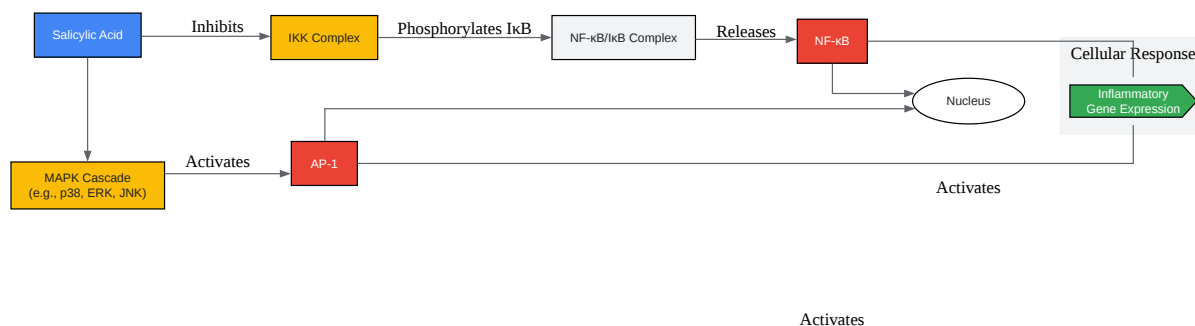 Salicylic Acid
Inhibits
IKK Complex
Phosphorylates IκB
NF-κB/IκB Complex
Releases
NF-κB
Cellular Response
Inflammatory
Gene Expression
Nucleus
MAPK Cascade
(e.g., p38, ERK, JNK)
Activates
AP-1
Activates
Activates